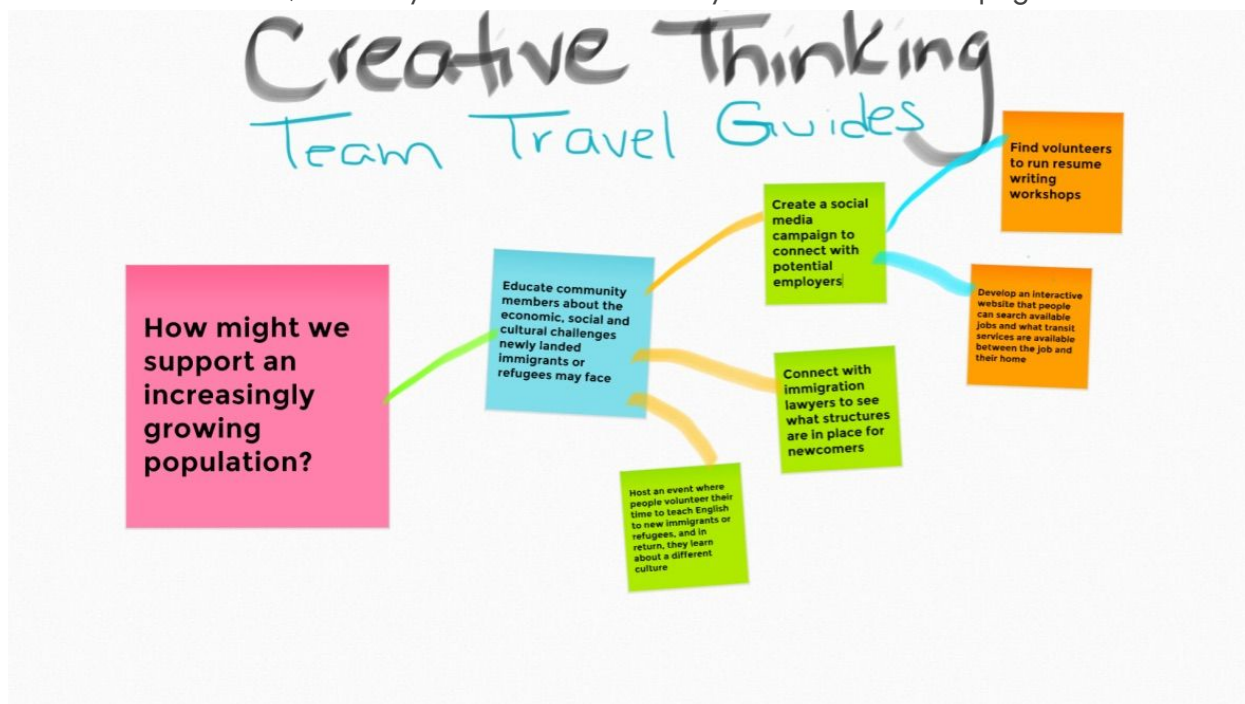 Creative Thinking
Team Travel Guides
How might we
support an
increasingly
growing
population?
Educate community
members about the
economic, social and
cultural challenges
newly landed
immigrants or
refugees may face
Create a social
media
campaign to
connect with
potential
employers
Find volunteers
to run resume
writing
workshops
Develop an interactive
website that people
can search available
jobs and what transit
services are available
between the job and
their home
Connect with
immigration
lawyers to see
what structures
are in place for
newcomers
Host an event where
people volunteer their
time to teach English
to new immigrants or
refugees, and in
return, they learn
about a different
culture